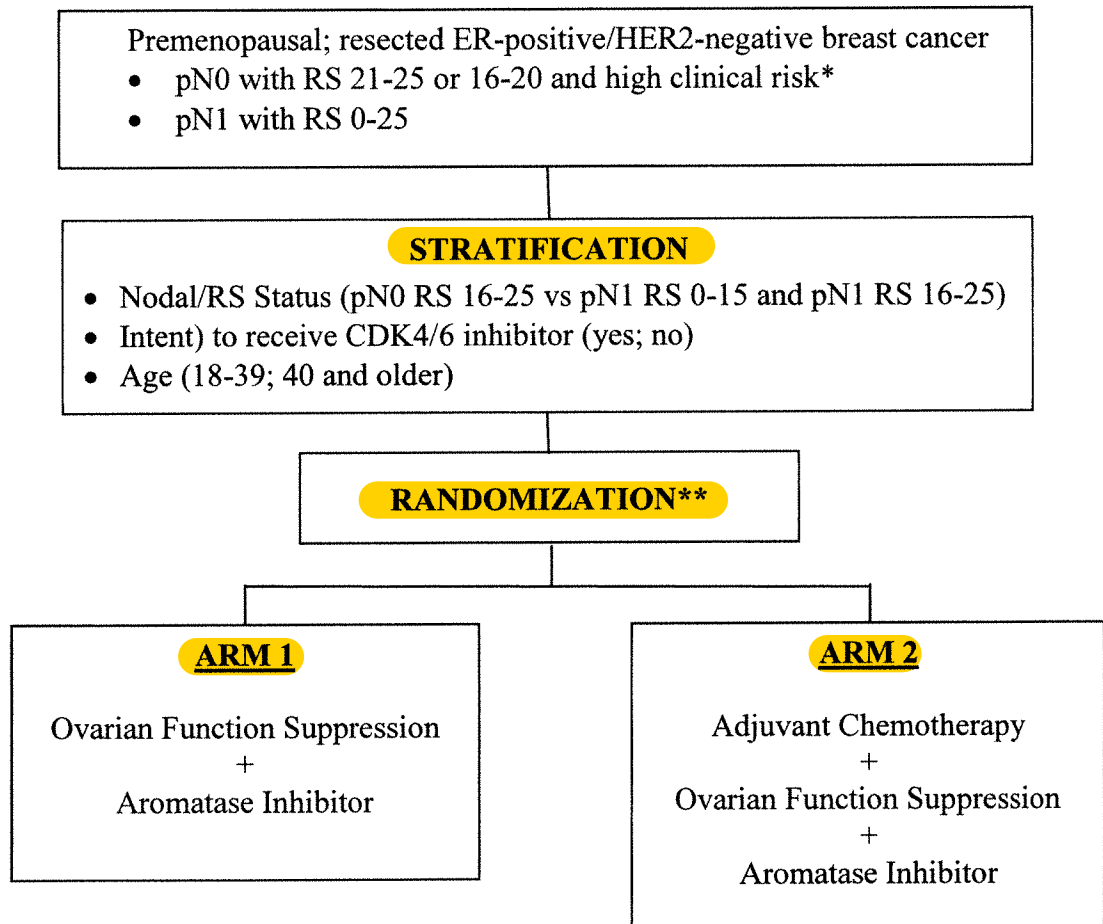 Premenopausal; resected ER-positive/HER2-negative breast cancer
• pN0 with RS 21-25 or 16-20 and high clinical risk*
• pN1 with RS 0-25
STRATIFICATION
• Nodal/RS Status (pN0 RS 16-25 vs pN1 RS 0-15 and pN1 RS 16-25)
• Intent) to receive CDK4/6 inhibitor (yes; no)
• Age (18-39; 40 and older)
RANDOMIZATION**
ARM 1
Ovarian Function Suppression
+
Aromatase Inhibitor
ARM 2
Adjuvant Chemotherapy
+
Ovarian Function Suppression
+
Aromatase Inhibitor